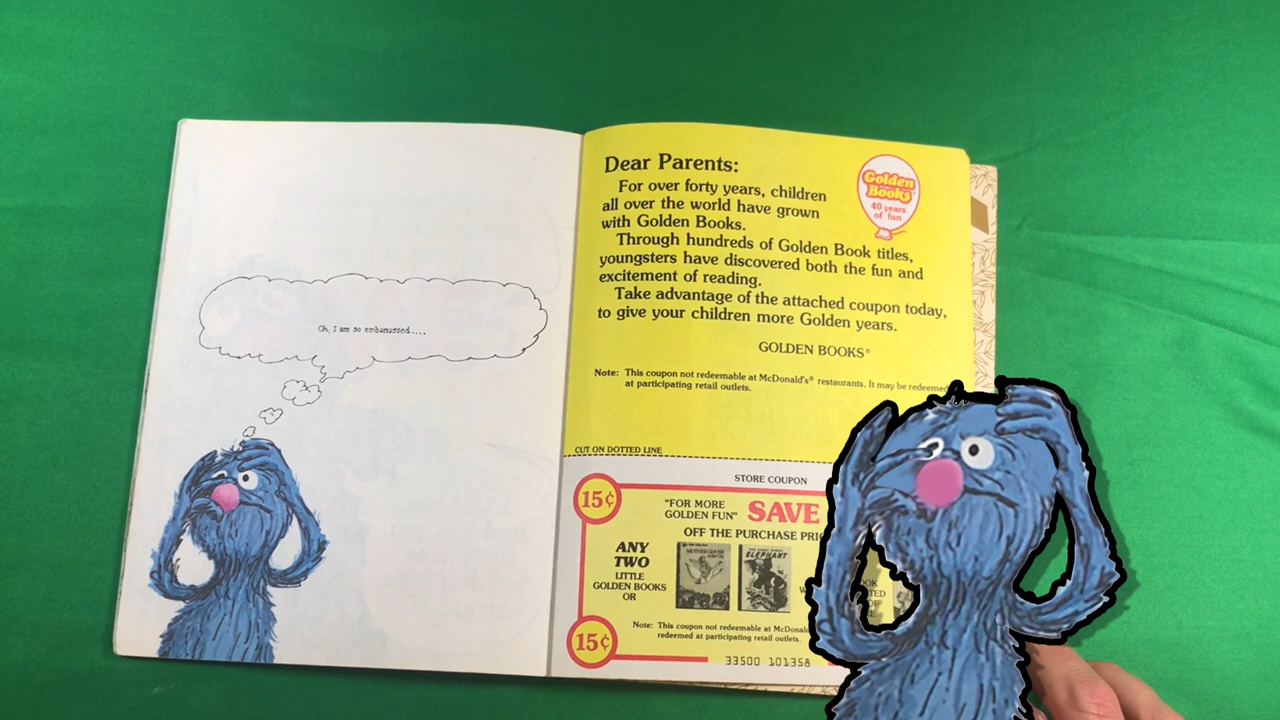 Oh, I am so embarrassed....
Dear Parents:
For over forty years, children
all over the world have grown
with Golden Books.
Through hundreds of Golden Book titles,
youngsters have discovered both the fun and
excitement of reading.
Take advantage of the attached coupon today,
to give your children more Golden years.
GOLDEN BOOKS®
Golden
Books®
40 years
of fun
Note: This coupon not redeemable at McDonald's® restaurants. It may be redeemed
at participating retail outlets.
CUT ON DOTTED LINE
STORE COUPON
15¢
"FOR MORE
GOLDEN FUN"
SAVE
OFF THE PURCHASE
ANY
TWO
LITTLE
GOLDEN BOOKS
OR
MOTHER GOOSE
ELEPHANT
Note: This coupon not redeemable at
redeemed at participating retail outlets.
15¢
33500 101358